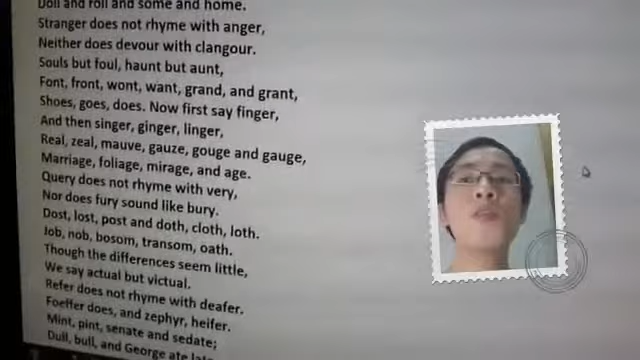 Doll and roll and some and home.
Stranger does not rhyme with anger,
Neither does devour with clangour.
Souls but foul, haunt but aunt,
Font, front, wont, want, grand, and grant,
Shoes, goes, does. Now first say finger,
And then singer, ginger, linger,
Real, zeal, mauve, gauze, gouge and gauge,
Marriage, foliage, mirage, and age.
Query does not rhyme with very,
Nor does fury sound like bury.
Dost, lost, post and doth, cloth, loth.
Job, nob, bosom, transom, oath.
Though the differences seem little,
We say actual but victual.
Refer does not rhyme with deafer.
Foeffer does, and zephyr, heifer.
Mint, pint, senate and sedate;
Dull, bull, and George ate late